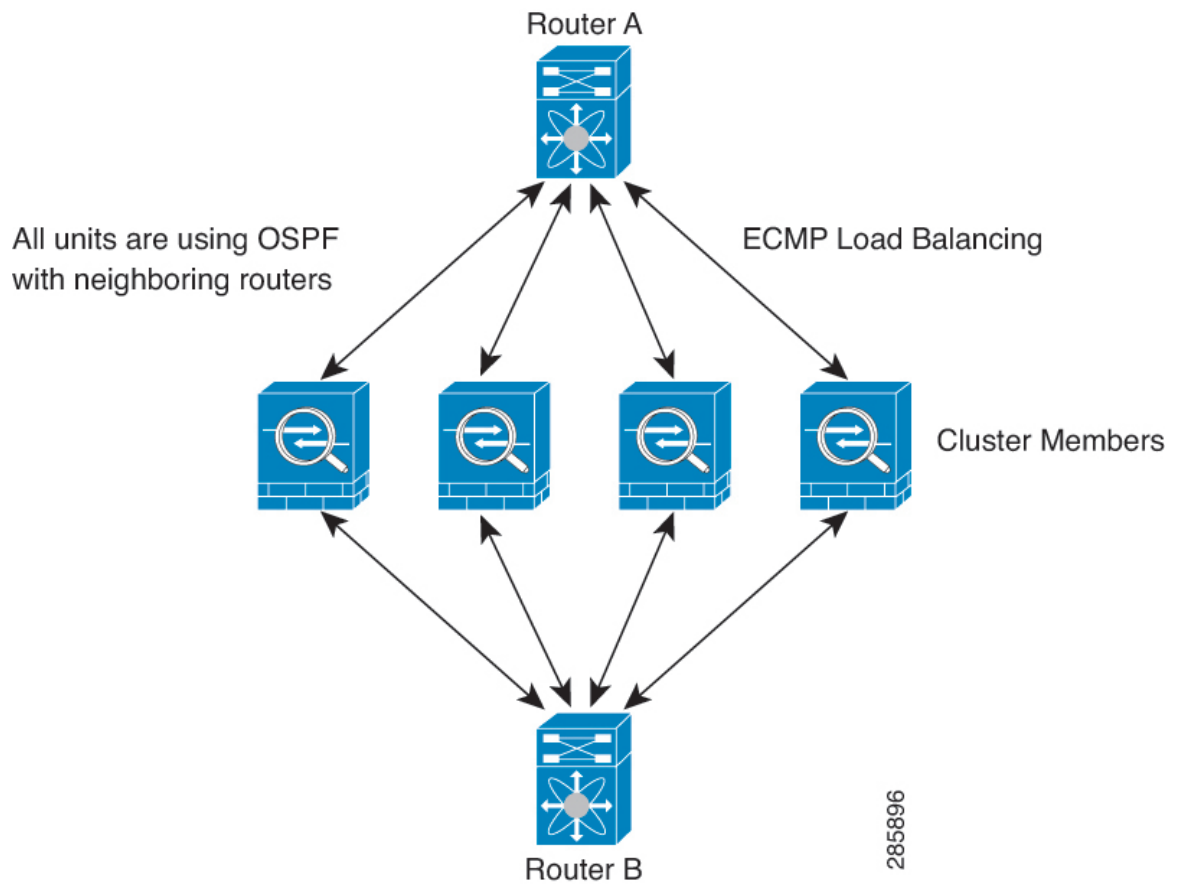 Router A
All units are using OSPF
with neighboring routers
ECMP Load Balancing
Cluster Members
Router B
285896